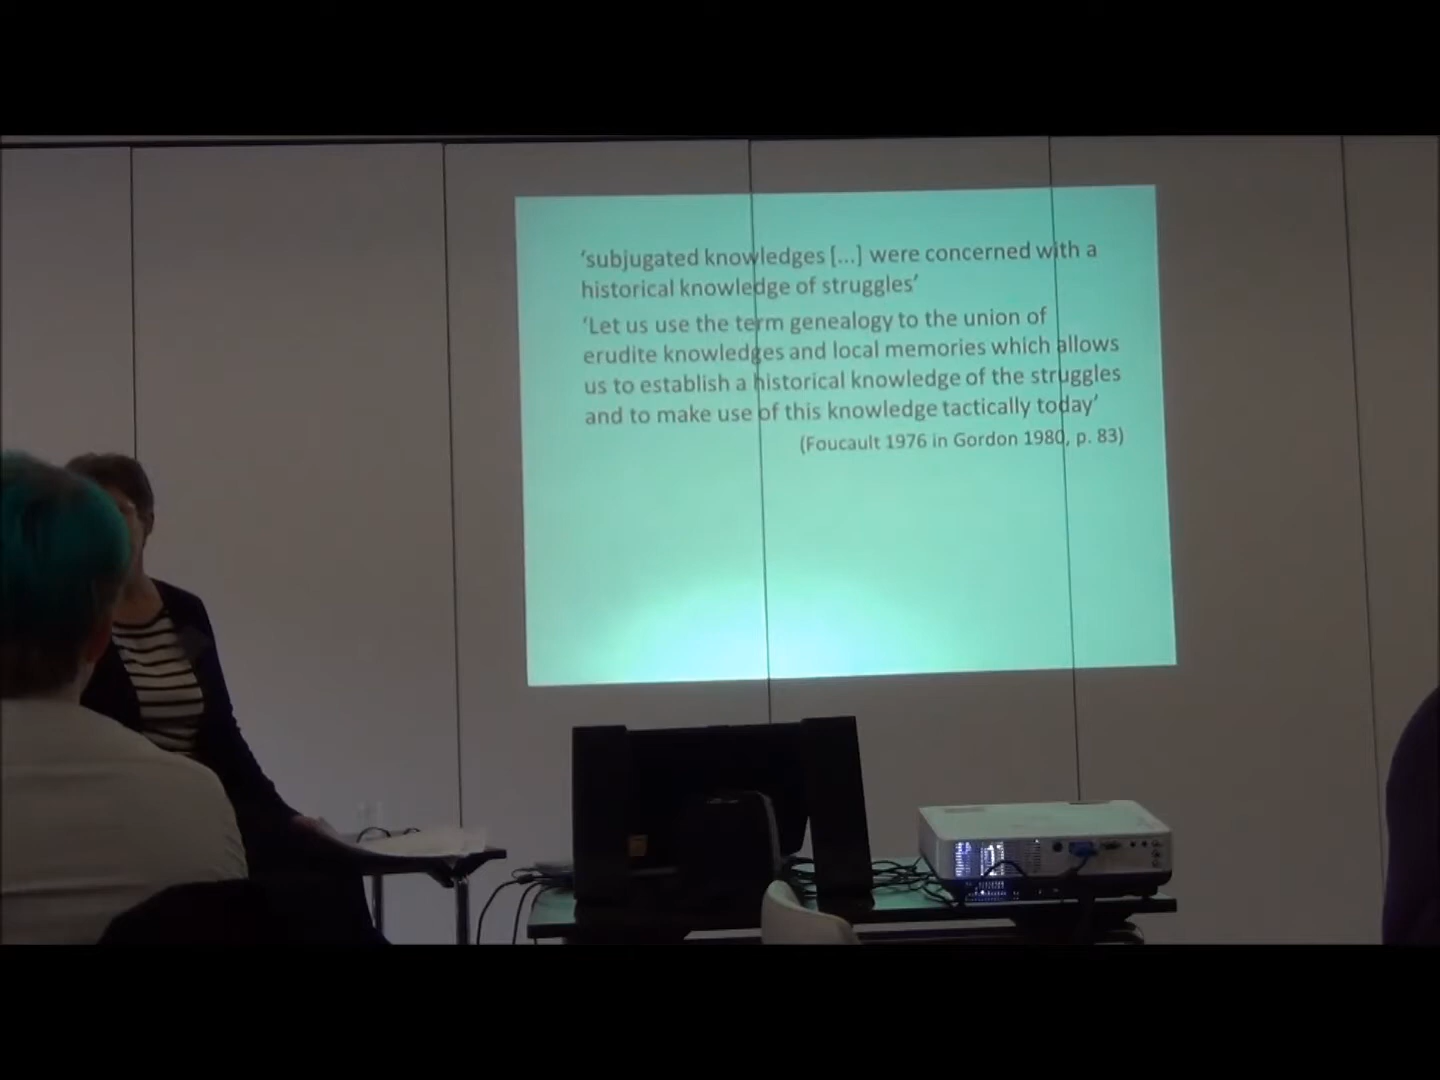 ‘subjugated knowledges [...] were concerned with a
historical knowledge of struggles’
‘Let us use the term genealogy to the union of
erudite knowledges and local memories which allows
us to establish a historical knowledge of the struggles
and to make use of this knowledge tactically today’
(Foucault 1976 in Gordon 1980, p. 83)